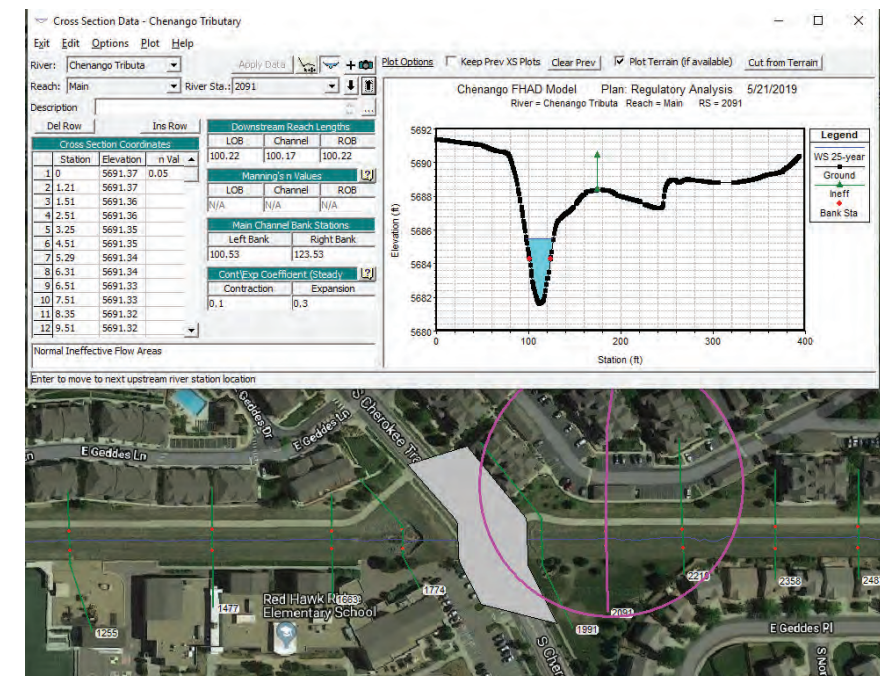 Cross Section Data - Chenango Tributary
Exit Edit Options Plot Help
River: Chenango Tributa
Apply Data
Reach: Main
River Sta.: 2091
Description
Del Row
Ins Row
Cross Section Coordinates
Station Elevation n Val
1 0 5691.37 0.05
2 1.21 5691.37
3 1.51 5691.36
4 2.51 5691.36
5 3.25 5691.35
6 4.51 5691.35
7 5.29 5691.34
8 6.31 5691.34
9 6.51 5691.33
10 7.51 5691.33
11 8.35 5691.32
12 9.51 5691.32
Downstream Reach Lengths
LOB Channel ROB
100.22 100.17 100.22
Manning's n Values
LOB Channel ROB
N/A N/A N/A
Main Channel Bank Stations
Left Bank Right Bank
100.53 123.53
Cont\Exp Coefficient (Steady
Contraction Expansion
0.1 0.3
Normal Ineffective Flow Areas
Enter to move to next upstream river station location
Plot Options Keep Prev XS Plots Clear Prev Plot Terrain (if available) Cut from Terrain
Chenango FHAD Model Plan: Regulatory Analysis 5/21/2019
River = Chenango Tributa Reach = Main RS = 2091
Elevation (ft)
5692
5690
5688
5686
5684
5682
5680
0 100 200 300 400
Station (ft)
Legend
WS 25-year
Ground
Ineff
Bank Sta
E Geddes Dr
E Geddes Ln
E Geddes Ln
S Cherokee Tra
Red Hawk R
Elementary School
1255
1477
1663
1774
1991
2091
2218
2358
248
E Geddes Pl
S Cher
S Nor